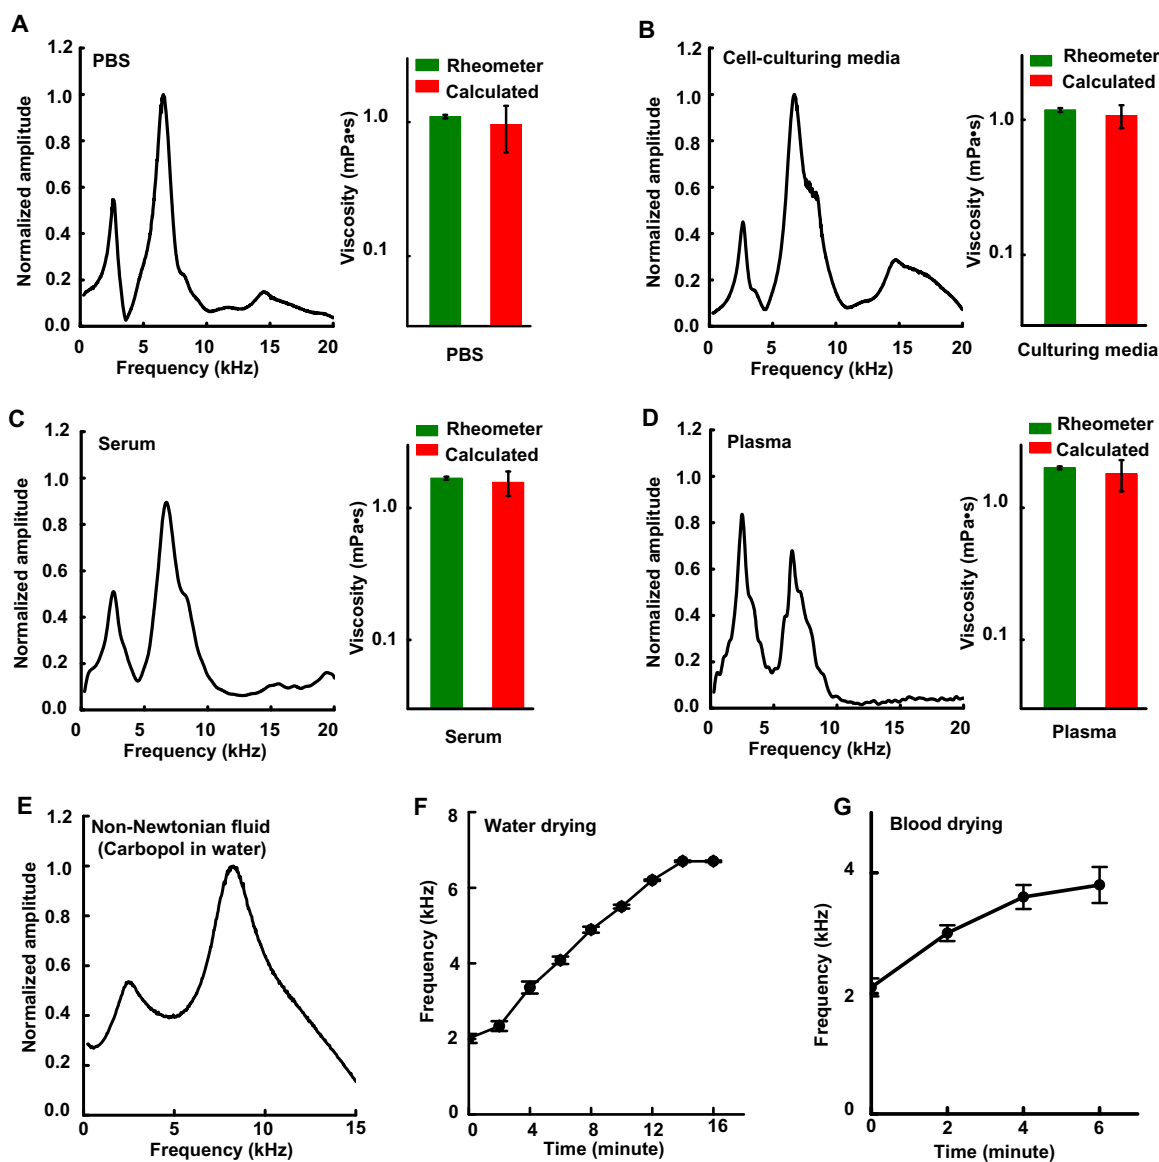 A
PBS
Normalized amplitude
1.2
1.0
0.8
0.6
0.4
0.2
0.0
0 5 10 15 20
Frequency (kHz)
Rheometer
Calculated
Viscosity (mPa•s)
1.0
0.1
PBS
B
Cell-culturing media
Normalized amplitude
1.2
1.0
0.8
0.6
0.4
0.2
0.0
0 5 10 15 20
Frequency (kHz)
Rheometer
Calculated
Viscosity (mPa•s)
1.0
0.1
Culturing media
C
Serum
Normalized amplitude
1.2
1.0
0.8
0.6
0.4
0.2
0.0
0 5 10 15 20
Frequency (kHz)
Rheometer
Calculated
Viscosity (mPa•s)
1.0
0.1
Serum
D
Plasma
Normalized amplitude
1.2
1.0
0.8
0.6
0.4
0.2
0.0
0 5 10 15 20
Frequency (kHz)
Rheometer
Calculated
Viscosity (mPa•s)
1.0
0.1
Plasma
E
Non-Newtonian fluid
(Carbopol in water)
Normalized amplitude
1.2
1.0
0.8
0.6
0.4
0.2
0.0
0 5 10 15
Frequency (kHz)
F
Water drying
Frequency (kHz)
8
6
4
2
0
0 4 8 12 16
Time (minute)
G
Blood drying
Frequency (kHz)
4
2
0
0 2 4 6
Time (minute)